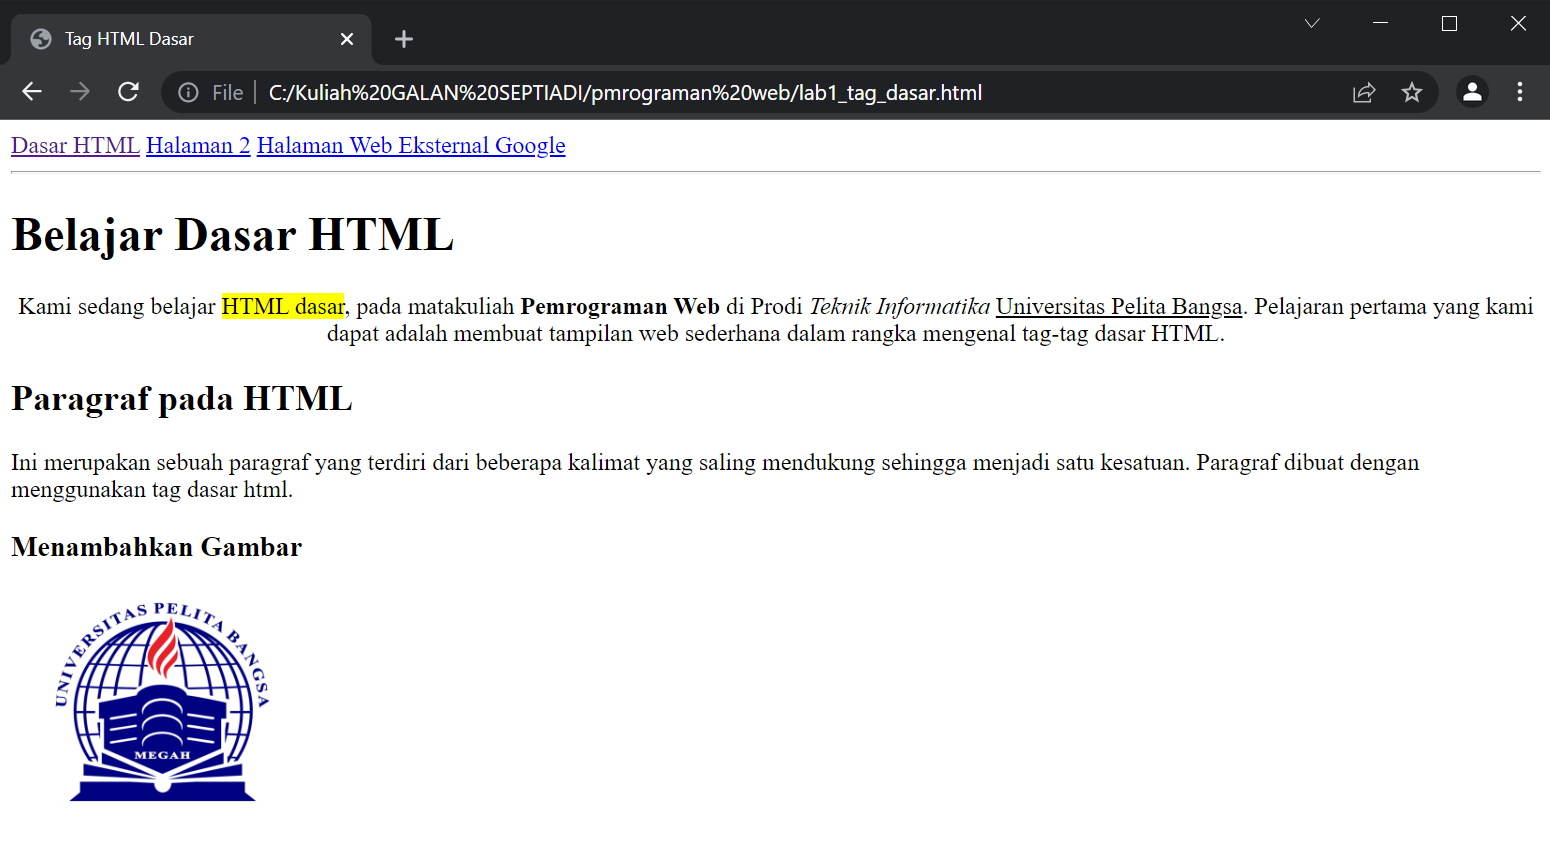 Tag HTML Dasar
File C:/Kuliah%20GALAN%20SEPTIADI/pmrograman%20web/lab1_tag_dasar.html
Dasar HTML Halaman 2 Halaman Web Eksternal Google
Belajar Dasar HTML
Kami sedang belajar HTML dasar, pada matakuliah Pemrograman Web di Prodi Teknik Informatika Universitas Pelita Bangsa. Pelajaran pertama yang kami
dapat adalah membuat tampilan web sederhana dalam rangka mengenal tag-tag dasar HTML.
Paragraf pada HTML
Ini merupakan sebuah paragraf yang terdiri dari beberapa kalimat yang saling mendukung sehingga menjadi satu kesatuan. Paragraf dibuat dengan
menggunakan tag dasar html.
Menambahkan Gambar
UNIVERSITAS PELITA BANGSA
MEGAH